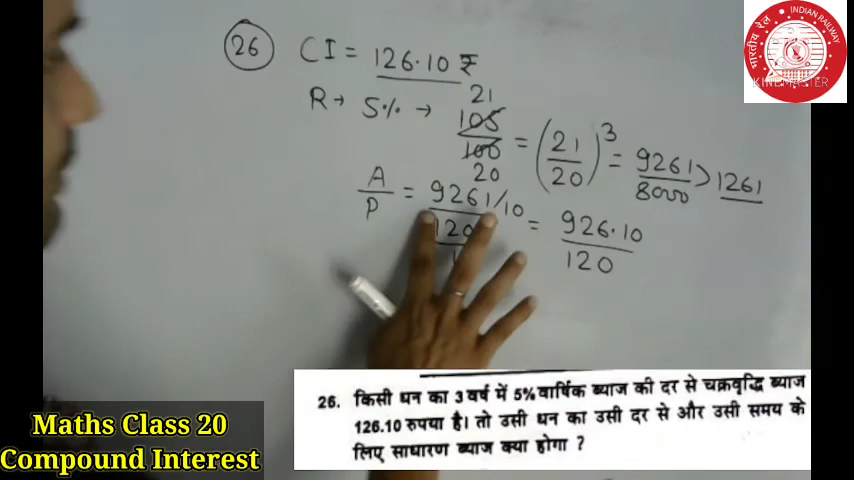 26 CI = 126.10 ₹
R → 5% → 105/100 21 20 = (21/20)³ = 9261/8000 > 1261
A/P = 9261/10 / 120 = 926.10/120
INDIAN RAILWAY
भारतीय रेल
KINEMASTER
26. किसी धन का 3 वर्ष में 5% वार्षिक ब्याज की दर से चक्रवृद्धि ब्याज
126.10 रुपया है। तो उसी धन का उसी दर से और उसी समय के
लिए साधारण ब्याज क्या होगा ?
Maths Class 20
Compound Interest